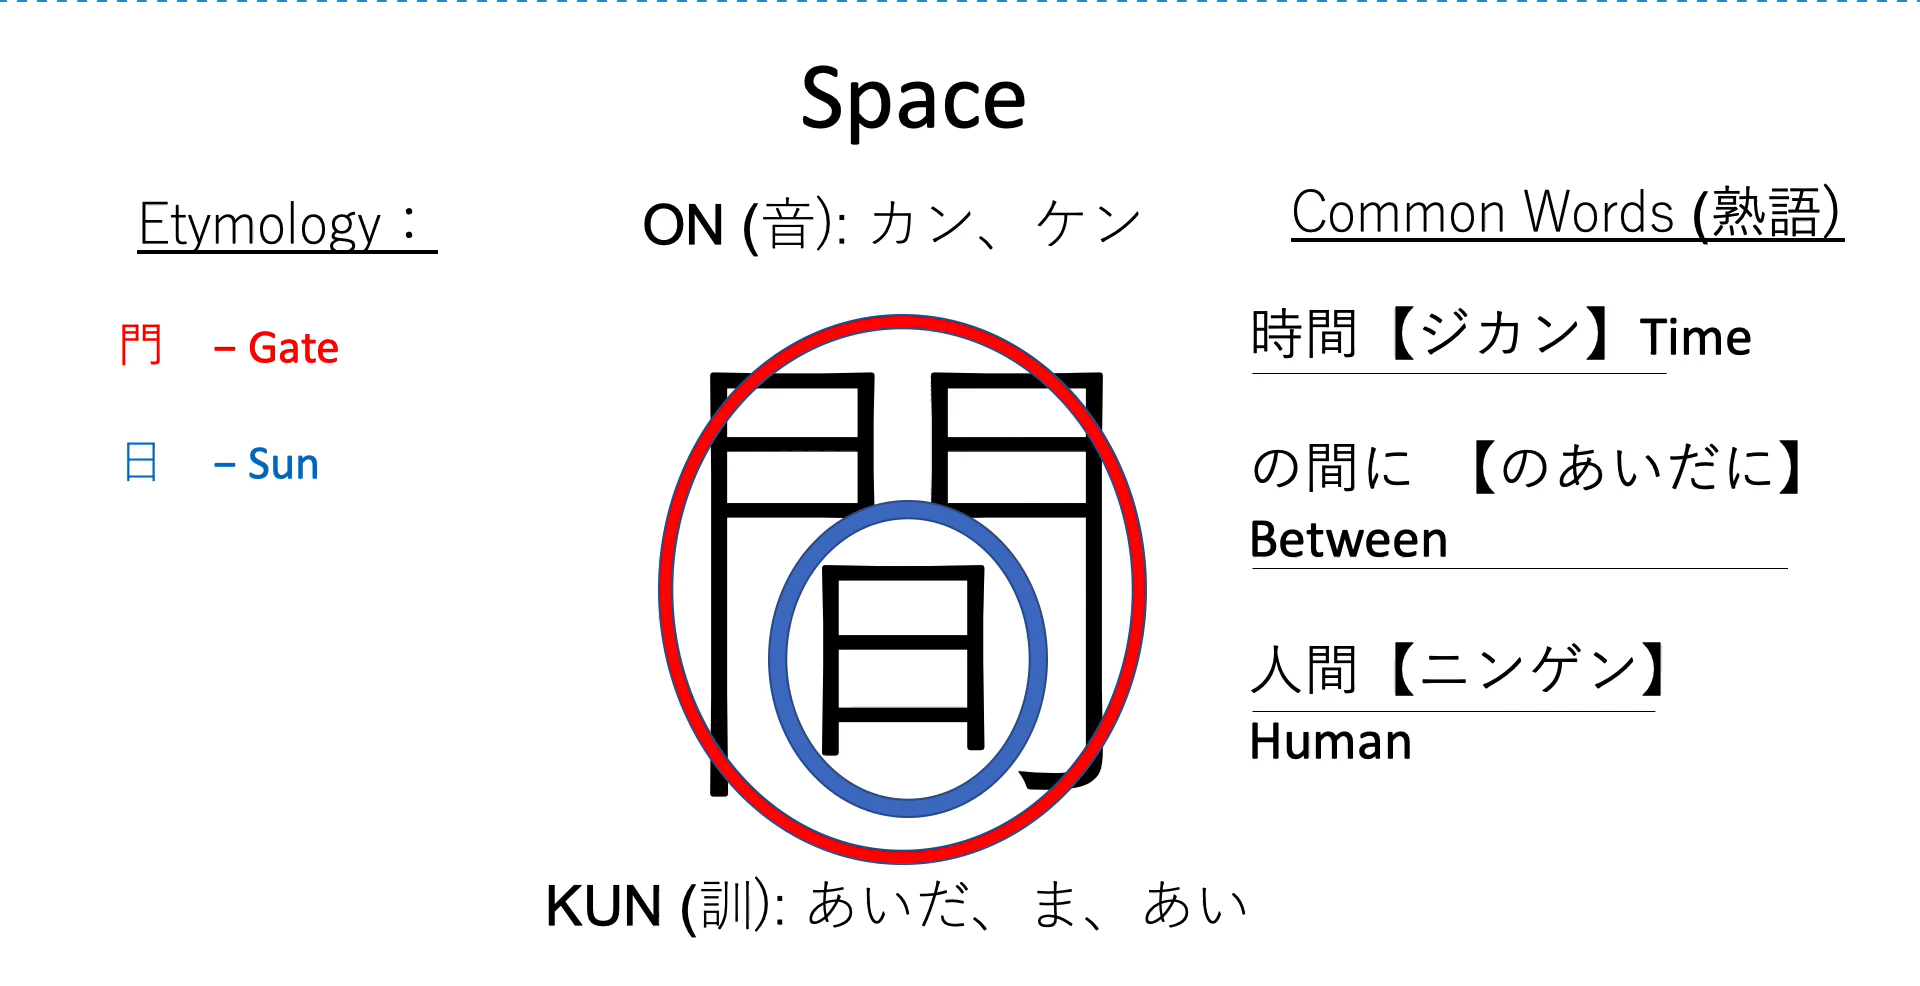 Space
Etymology：
門 – Gate
日 – Sun
ON (音): カン、ケン
間
KUN (訓): あいだ、ま、あい
Common Words (熟語)
時間【ジカン】Time
の間に 【のあいだに】
Between
人間【ニンゲン】
Human